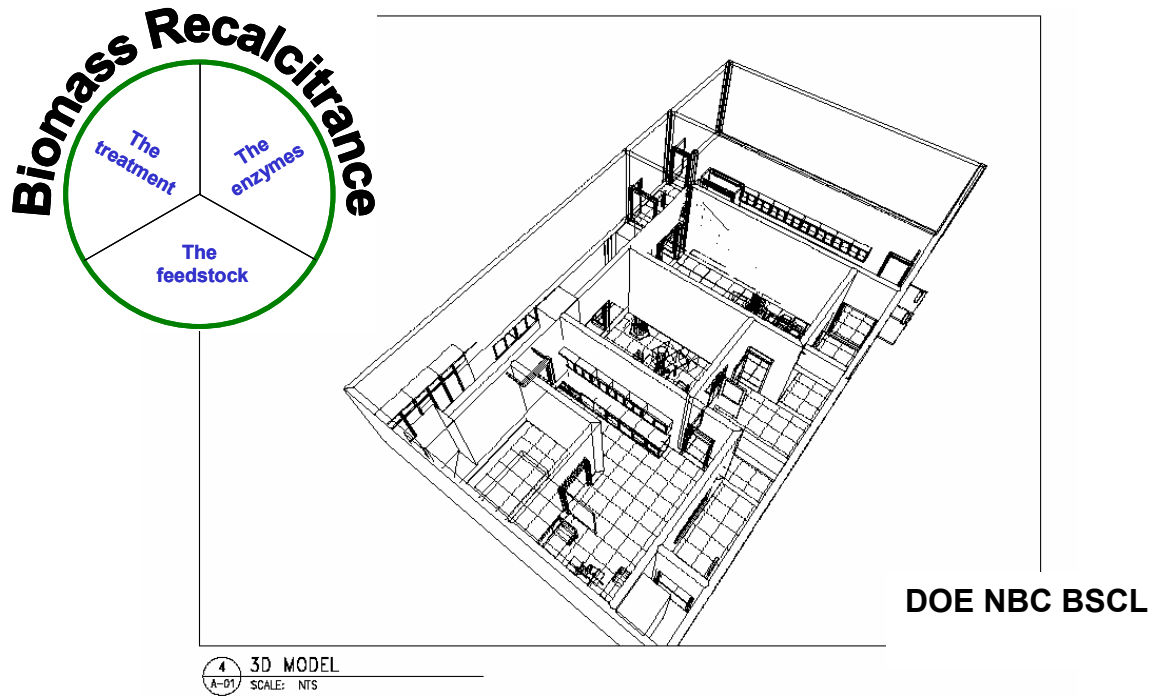 Biomass Recalcitrance
The
treatment
The
enzymes
The
feedstock
DOE NBC BSCL
4
A-01
3D MODEL
SCALE: NTS